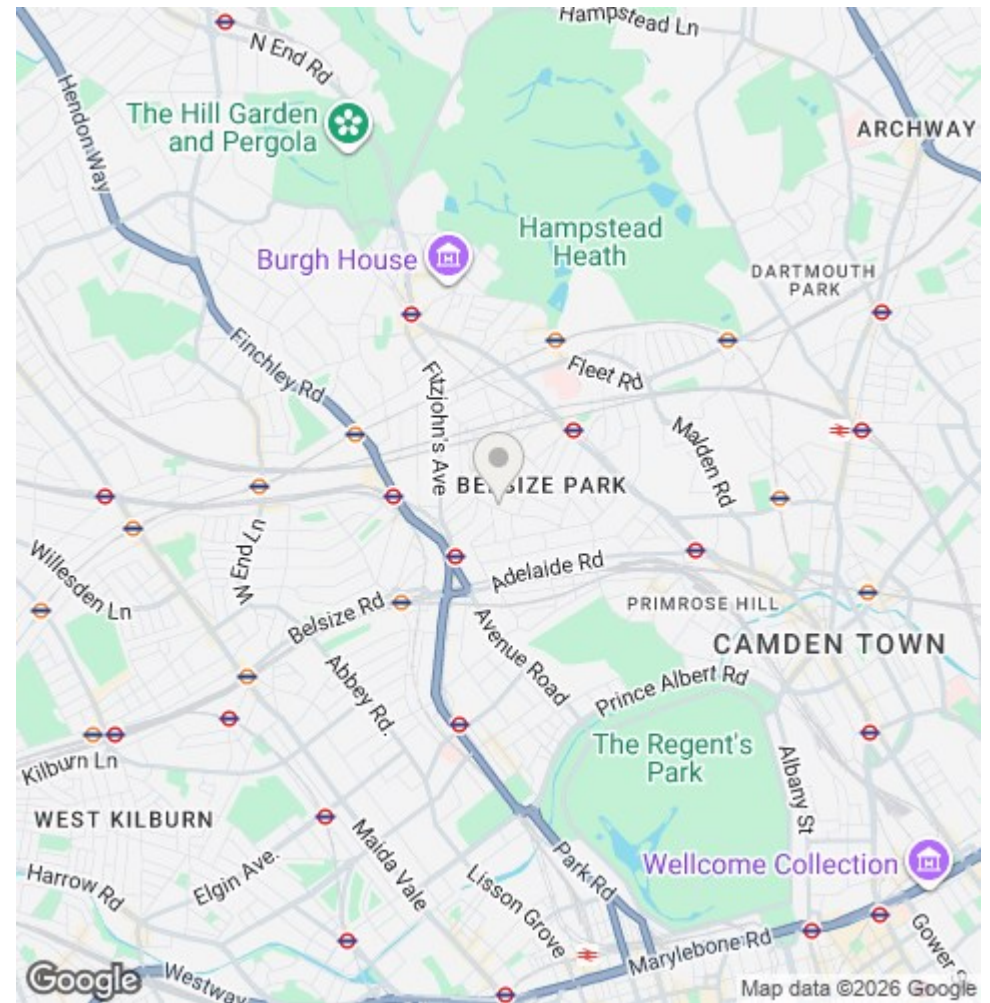 Hampstead Ln
N End Rd
Hendon Way
The Hill Garden
and Pergola
ARCHWAY
Hampstead
Heath
Burgh House
DARTMOUTH
PARK
Finchley Rd
Fleet Rd
Fitzjohn's Ave
Malden Rd
BELSIZE PARK
W End Ln
Willesden Ln
Adelaide Rd
Belsize Rd
PRIMROSE HILL
Avenue Road
CAMDEN TOWN
Abbey Rd.
Prince Albert Rd
The Regent's
Park
Albany St
Kilburn Ln
WEST KILBURN
Maida Vale
Elgin Ave.
Park Rd
Wellcome Collection
Harrow Rd
Lisson Grove
Gower S
Marylebone Rd
Westway
Google
Map data ©2026 Google